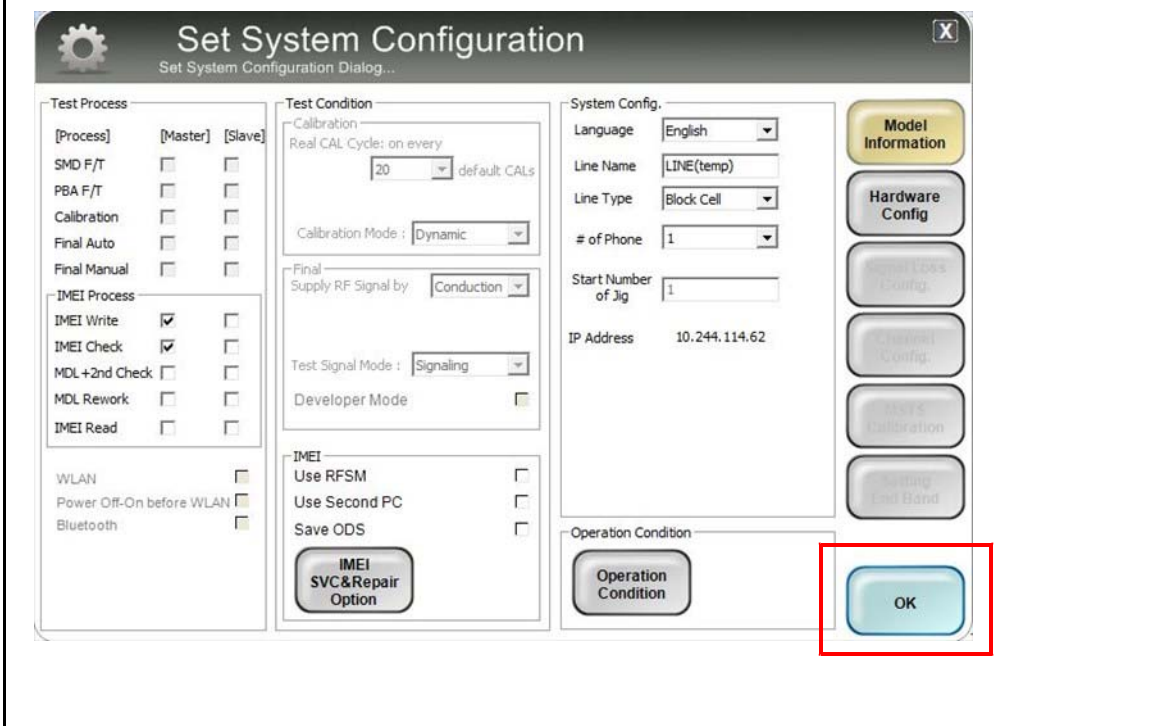 Set System Configuration
Set System Configuration Dialog...
X
Test Process
[Process] [Master] [Slave]
SMD F/T
PBA F/T
Calibration
Final Auto
Final Manual
IMEI Process
IMEI Write
IMEI Check
MDL+2nd Check
MDL Rework
IMEI Read
WLAN
Power Off-On before WLAN
Bluetooth
Test Condition
Calibration
Real CAL Cycle: on every
20 default CALs
Calibration Mode : Dynamic
Final
Supply RF Signal by Conduction
Test Signal Mode : Signaling
Developer Mode
IMEI
Use RFSM
Use Second PC
Save ODS
IMEI
SVC&Repair
Option
System Config.
Language English
Line Name LINE(temp)
Line Type Block Cell
# of Phone 1
Start Number
of Jig 1
IP Address 10.244.114.62
Operation Condition
Operation
Condition
Model
Information
Hardware
Config
Signal Loss
Config.
Channel
Config.
Calibration
Setting
End Band
OK